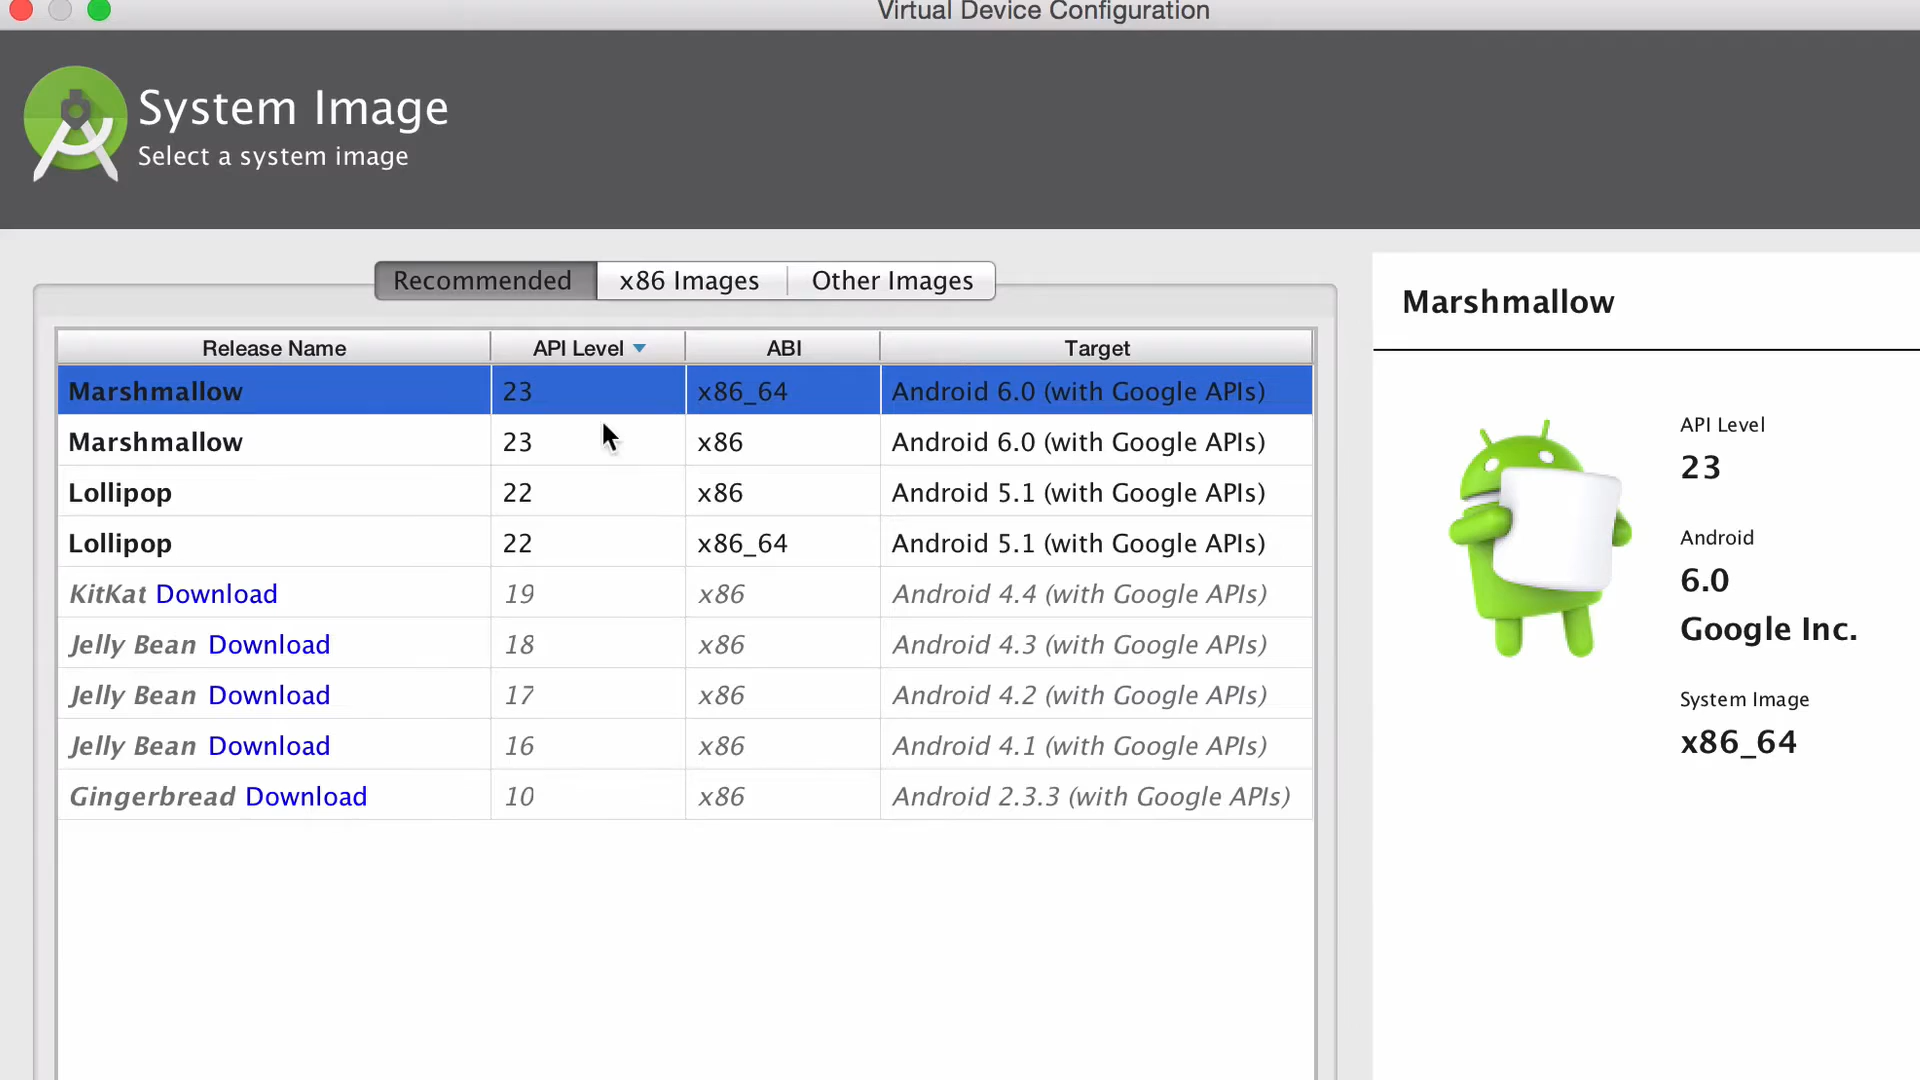 Virtual Device Configuration
System Image
Select a system image
Recommended x86 Images Other Images
Release Name API Level ABI Target
Marshmallow 23 x86_64 Android 6.0 (with Google APIs)
Marshmallow 23 x86 Android 6.0 (with Google APIs)
Lollipop 22 x86 Android 5.1 (with Google APIs)
Lollipop 22 x86_64 Android 5.1 (with Google APIs)
KitKat Download 19 x86 Android 4.4 (with Google APIs)
Jelly Bean Download 18 x86 Android 4.3 (with Google APIs)
Jelly Bean Download 17 x86 Android 4.2 (with Google APIs)
Jelly Bean Download 16 x86 Android 4.1 (with Google APIs)
Gingerbread Download 10 x86 Android 2.3.3 (with Google APIs)
Marshmallow
API Level
23
Android
6.0
Google Inc.
System Image
x86_64